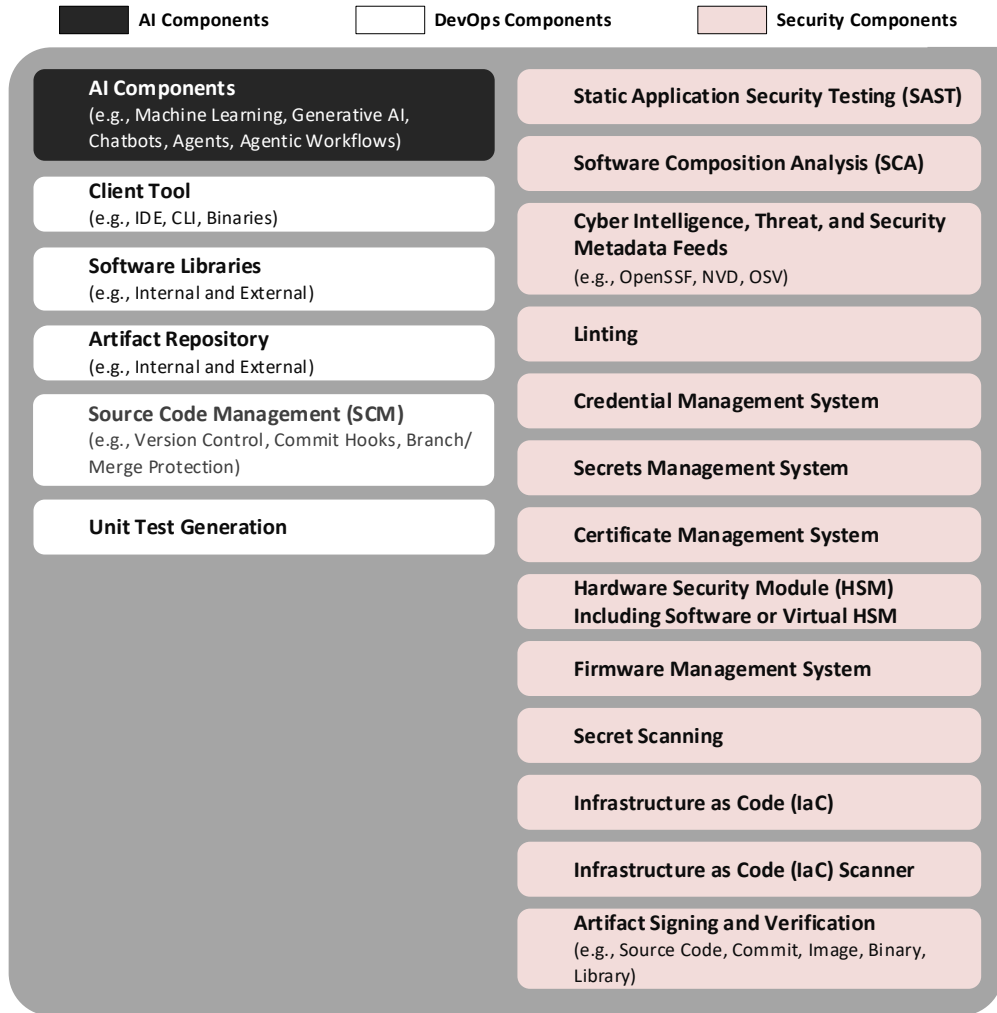 AI Components
DevOps Components
Security Components
AI Components
(e.g., Machine Learning, Generative AI,
Chatbots, Agents, Agentic Workflows)
Client Tool
(e.g., IDE, CLI, Binaries)
Software Libraries
(e.g., Internal and External)
Artifact Repository
(e.g., Internal and External)
Source Code Management (SCM)
(e.g., Version Control, Commit Hooks, Branch/
Merge Protection)
Unit Test Generation
Static Application Security Testing (SAST)
Software Composition Analysis (SCA)
Cyber Intelligence, Threat, and Security
Metadata Feeds
(e.g., OpenSSF, NVD, OSV)
Linting
Credential Management System
Secrets Management System
Certificate Management System
Hardware Security Module (HSM)
Including Software or Virtual HSM
Firmware Management System
Secret Scanning
Infrastructure as Code (IaC)
Infrastructure as Code (IaC) Scanner
Artifact Signing and Verification
(e.g., Source Code, Commit, Image, Binary,
Library)